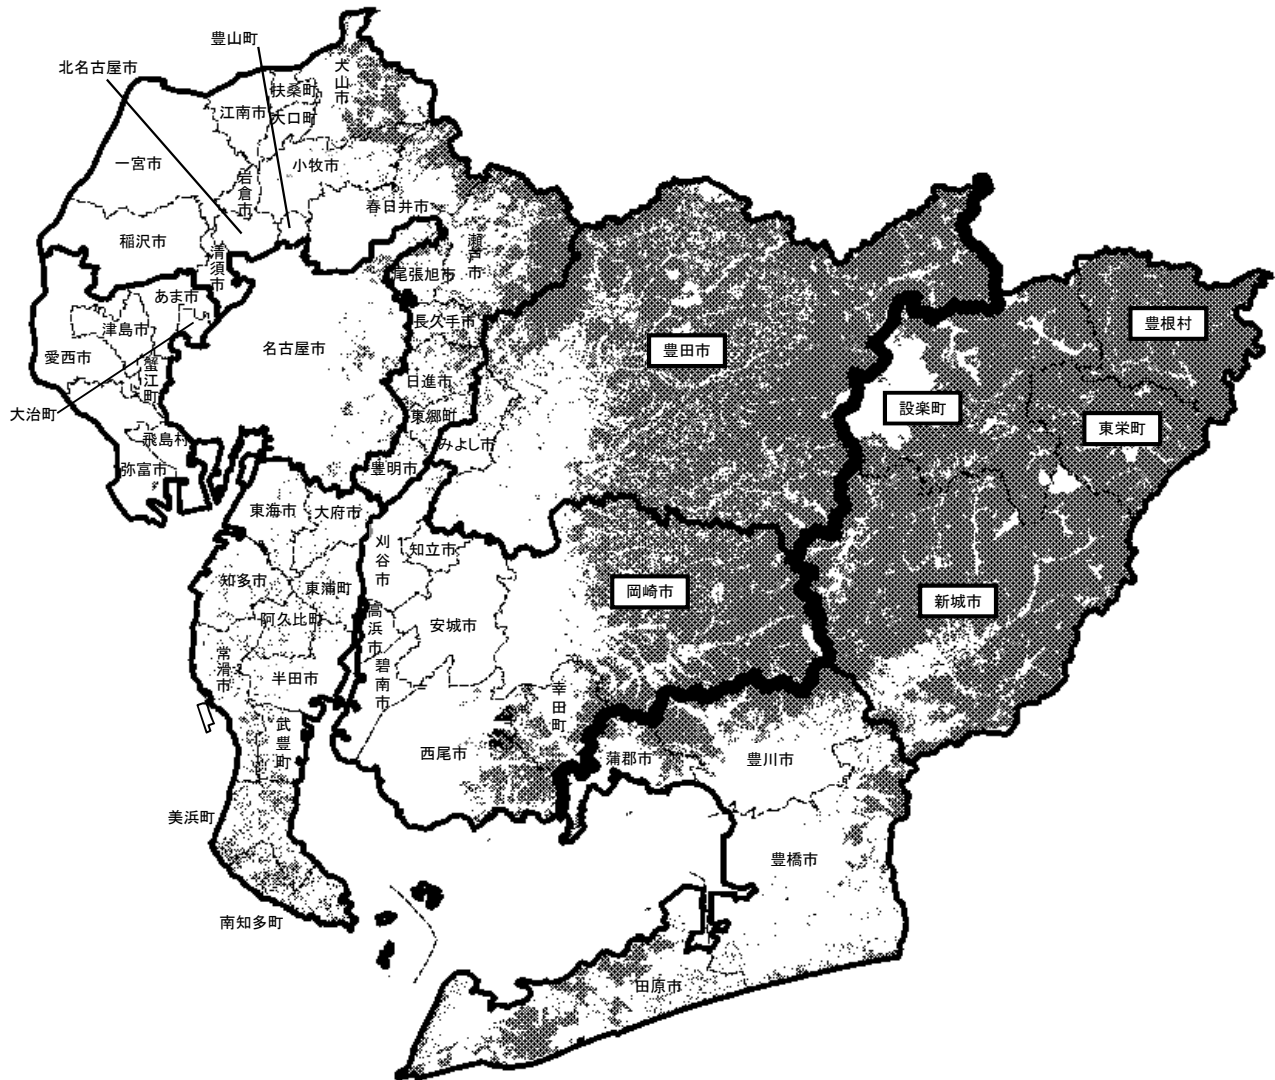 豊山町
北名古屋市
犬山市
扶桑町
江南市
大口町
一宮市
小牧市
岩倉市
春日井市
稲沢市
清須市
瀬戸市
尾張旭市
あま市
長久手市
津島市
名古屋市
愛西市
蟹江町
日進市
大治町
東郷町
飛島村
みよし市
弥富市
豊明市
豊田市
豊根村
設楽町
東栄町
東海市
大府市
刈谷市
知立市
知多市
東浦町
岡崎市
新城市
阿久比町
高浜市
安城市
常滑市
半田市
碧南市
幸田町
武豊町
西尾市
蒲郡市
豊川市
美浜町
豊橋市
南知多町
田原市